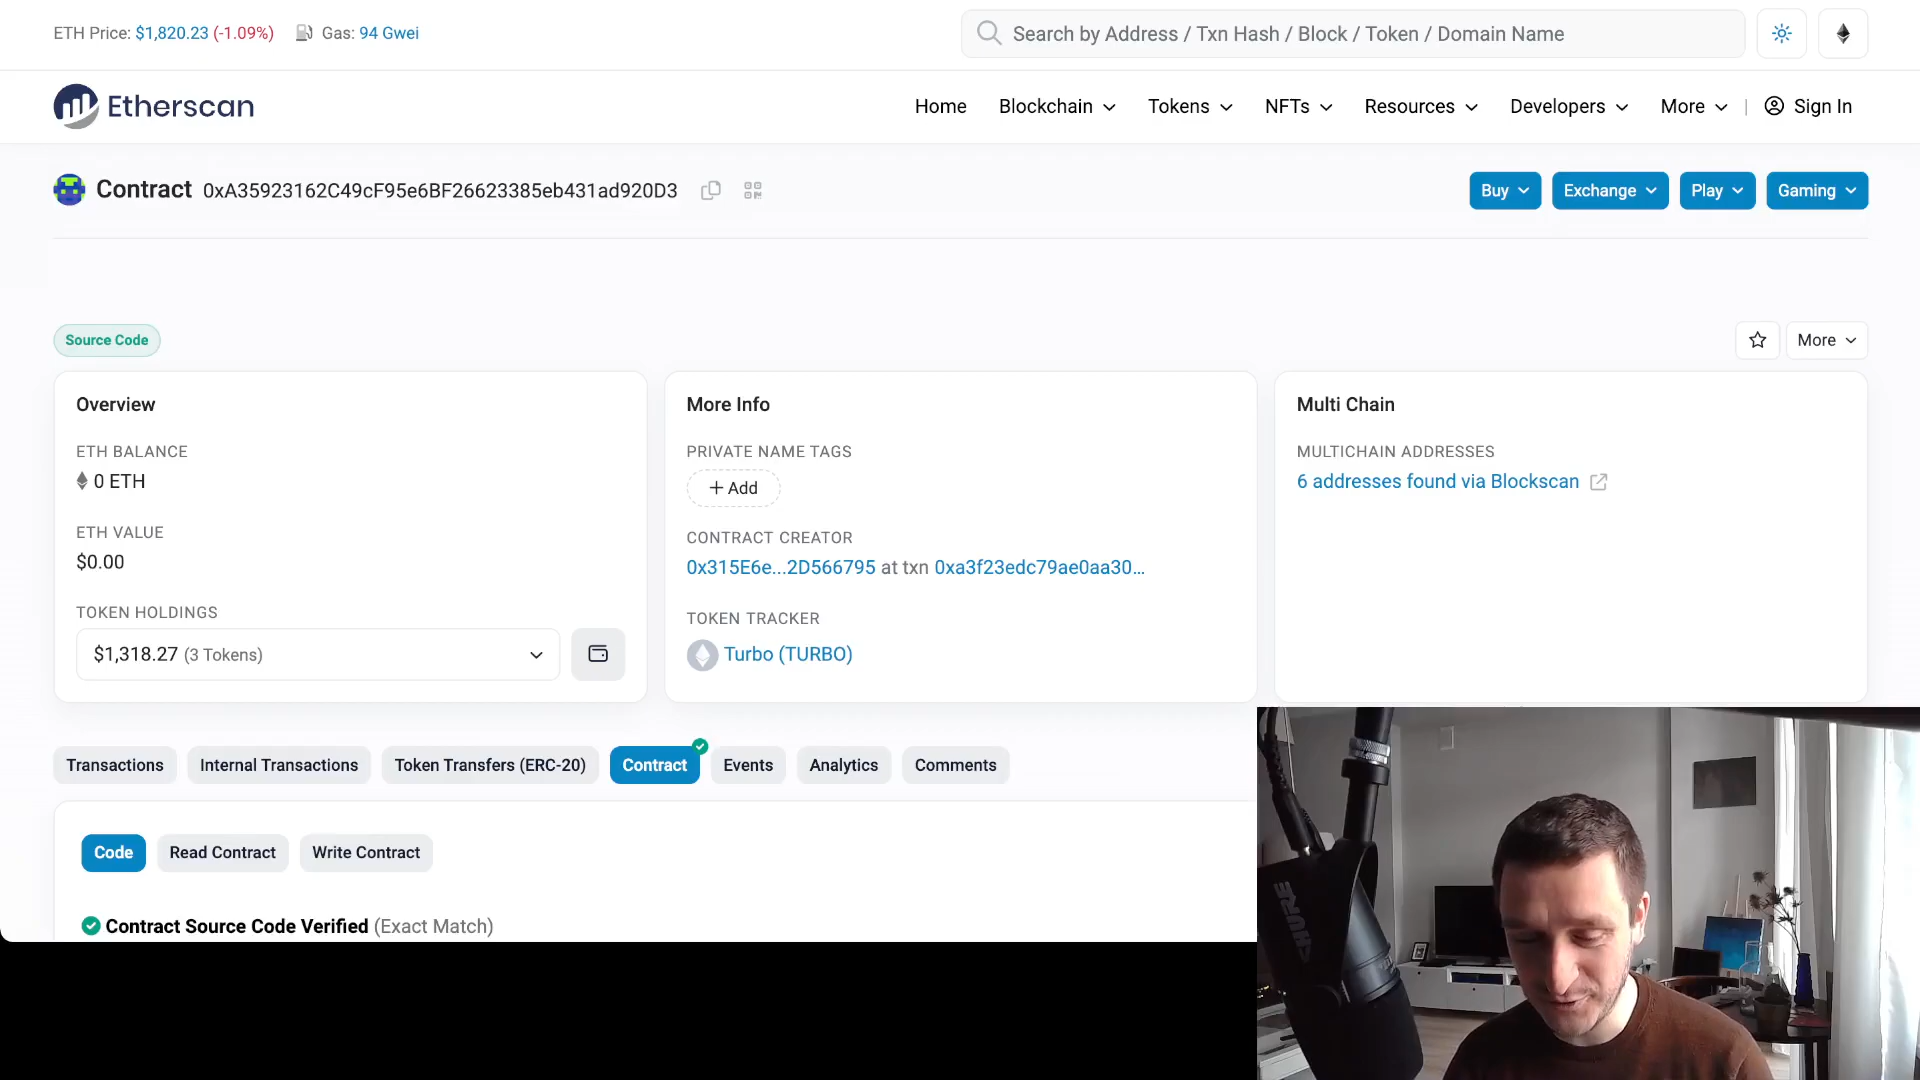 ETH Price: $1,820.23 (-1.09%) Gas: 94 Gwei
Search by Address / Txn Hash / Block / Token / Domain Name
Etherscan
Home Blockchain Tokens NFTs Resources Developers More | Sign In
Contract 0xA35923162C49cF95e6BF26623385eb431ad920D3
Buy Exchange Play Gaming
Source Code
More
Overview
ETH BALANCE
0 ETH
ETH VALUE
$0.00
TOKEN HOLDINGS
$1,318.27 (3 Tokens)
More Info
PRIVATE NAME TAGS
+ Add
CONTRACT CREATOR
0x315E6e...2D566795 at txn 0xa3f23edc79ae0aa30...
TOKEN TRACKER
Turbo (TURBO)
Multi Chain
MULTICHAIN ADDRESSES
6 addresses found via Blockscan
Transactions Internal Transactions Token Transfers (ERC-20) Contract Events Analytics Comments
Code Read Contract Write Contract
Contract Source Code Verified (Exact Match)
SHURE